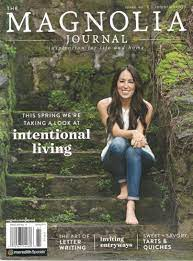 THE
MAGNOLIA
JOURNAL
inspiration for life and home
THIS SPRING WE'RE
TAKING A LOOK AT
intentional
living
THE ART OF
LETTER
WRITING
inviting
entryways
SWEET + SAVORY
TARTS &
QUICHES